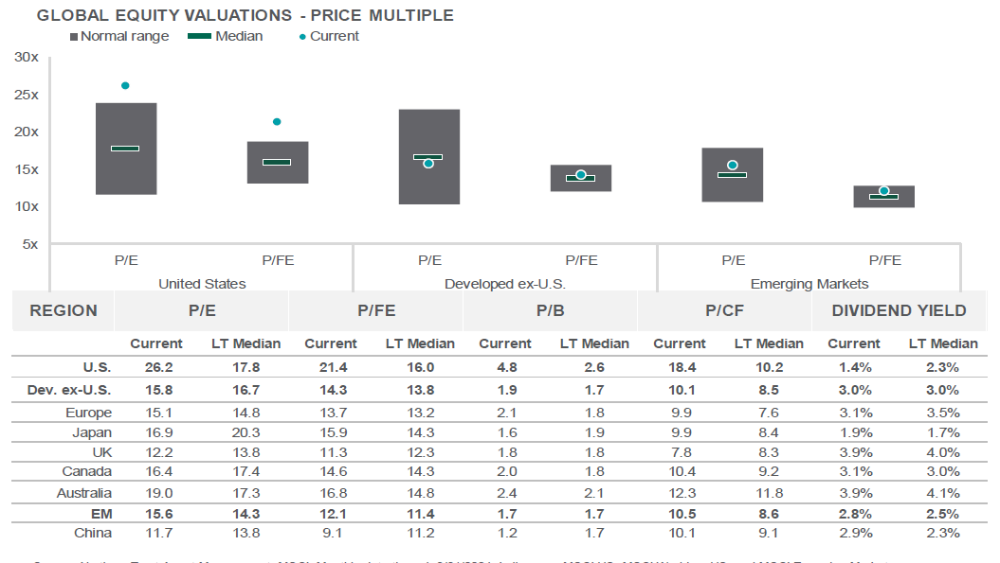 GLOBAL EQUITY VALUATIONS - PRICE MULTIPLE
Normal range Median Current
30x
25x
20x
15x
10x
5x
P/E P/FE P/E P/FE P/E P/FE
United States Developed ex-U.S. Emerging Markets
REGION P/E P/FE P/B P/CF DIVIDEND YIELD
Current LT Median Current LT Median Current LT Median Current LT Median Current LT Median
U.S. 26.2 17.8 21.4 16.0 4.8 2.6 18.4 10.2 1.4% 2.3%
Dev. ex-U.S. 15.8 16.7 14.3 13.8 1.9 1.7 10.1 8.5 3.0% 3.0%
Europe 15.1 14.8 13.7 13.2 2.1 1.8 9.9 7.6 3.1% 3.5%
Japan 16.9 20.3 15.9 14.3 1.6 1.9 9.9 8.4 1.9% 1.7%
UK 12.2 13.8 11.3 12.3 1.8 1.8 7.8 8.3 3.9% 4.0%
Canada 16.4 17.4 14.6 14.3 2.0 1.8 10.4 9.2 3.1% 3.0%
Australia 19.0 17.3 16.8 14.8 2.4 2.1 12.3 11.8 3.9% 4.1%
EM 15.6 14.3 12.1 11.4 1.7 1.7 10.5 8.6 2.8% 2.5%
China 11.7 13.8 9.1 11.2 1.2 1.7 10.1 9.1 2.9% 2.3%